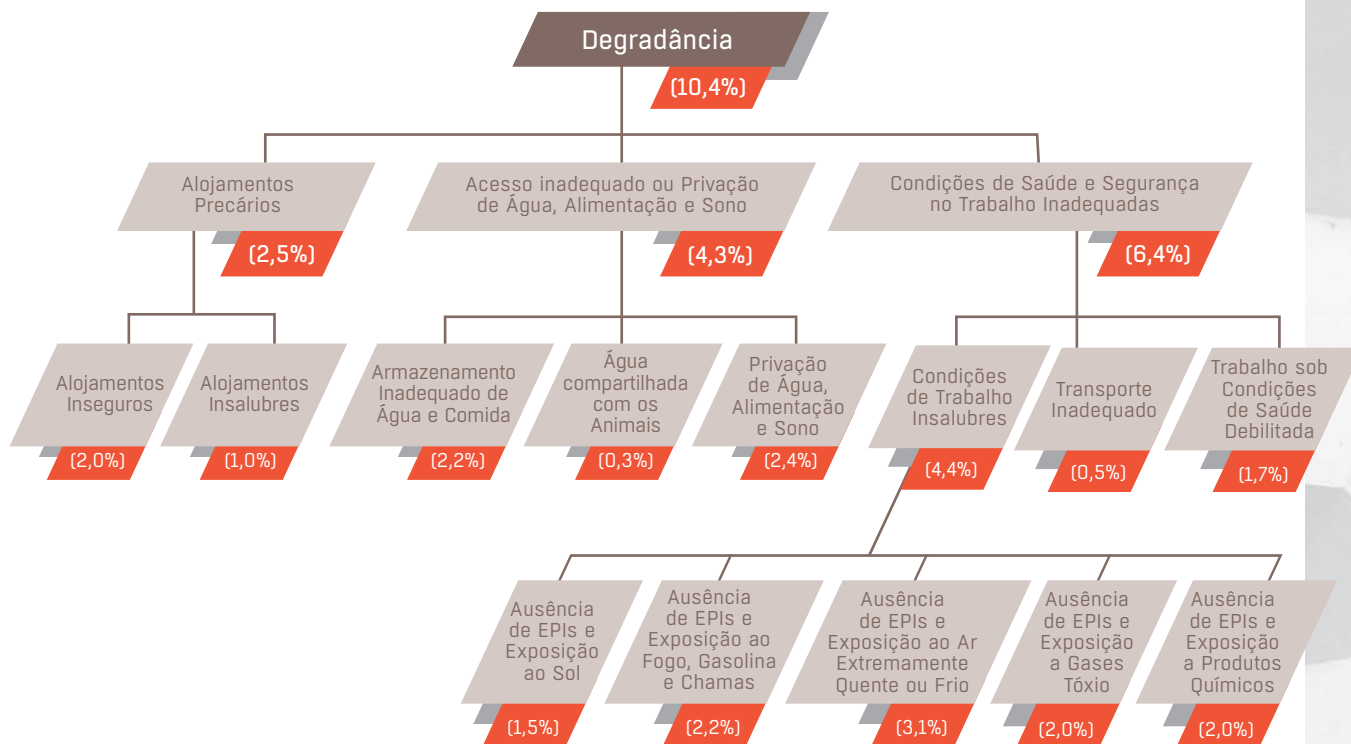 Degradância
(10,4%)
Alojamentos
Precários
(2,5%)
Acesso inadequado ou Privação
de Água, Alimentação e Sono
(4,3%)
Condições de Saúde e Segurança
no Trabalho Inadequadas
(6,4%)
Alojamentos
Inseguros
(2,0%)
Alojamentos
Insalubres
(1,0%)
Armazenamento
Inadequado de
Água e Comida
(2,2%)
Água
compartilhada
com os
Animais
(0,3%)
Privação
de Água,
Alimentação
e Sono
(2,4%)
Condições
de Trabalho
Insalubres
(4,4%)
Transporte
Inadequado
(0,5%)
Trabalho sob
Condições
de Saúde
Debilitada
(1,7%)
Ausência
de EPIs e
Exposição
ao Sol
(1,5%)
Ausência
de EPIs e
Exposição ao
Fogo, Gasolina
e Chamas
(2,2%)
Ausência
de EPIs e
Exposição ao Ar
Extremamente
Quente ou Frio
(3,1%)
Ausência
de EPIs e
Exposição
a Gases
Tóxio
(2,0%)
Ausência
de EPIs e
Exposição
a Produtos
Químicos
(2,0%)